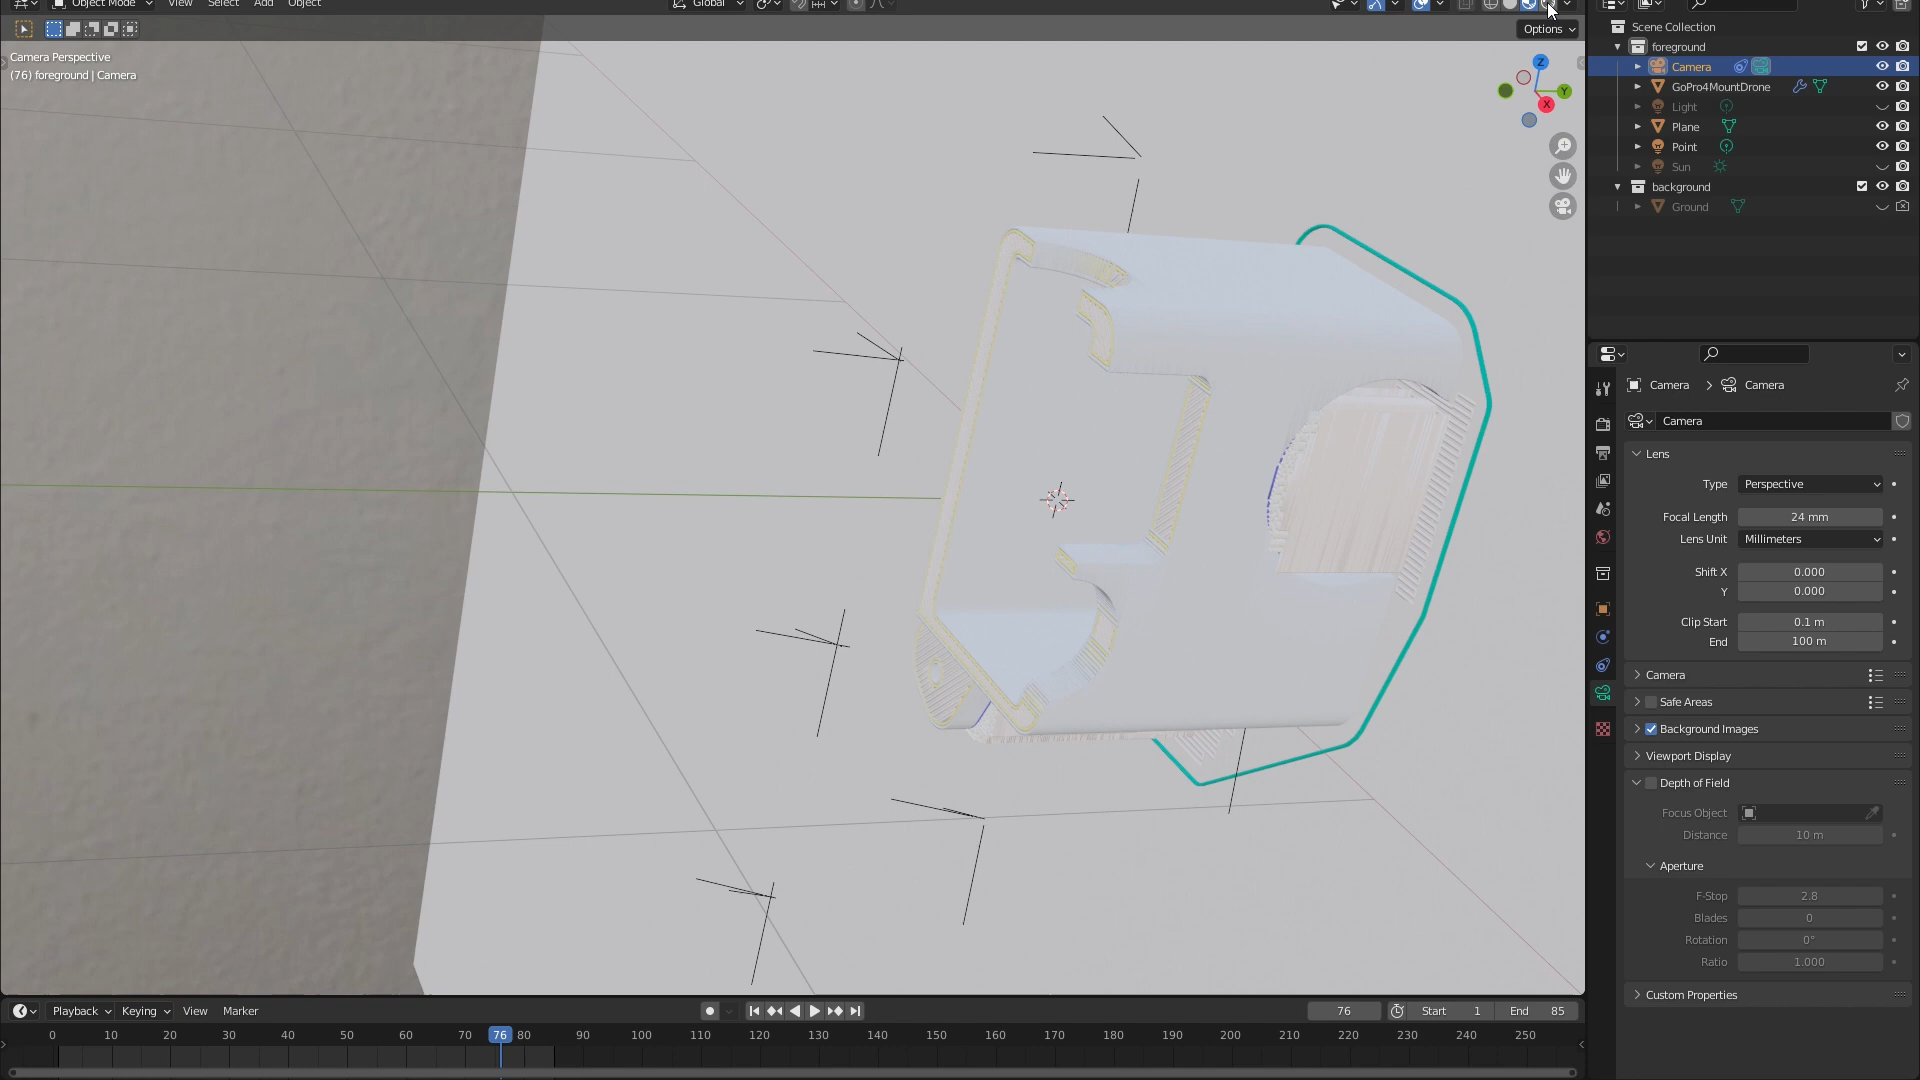 Object Mode View Select Add Object Global
Options
Camera Perspective
(76) foreground | Camera
Z
Y
X
Scene Collection
foreground
Camera
GoPro4MountDrone
Light
Plane
Point
Sun
background
Ground
Camera > Camera
Camera
Lens
Type Perspective
Focal Length 24 mm
Lens Unit Millimeters
Shift X 0.000
Y 0.000
Clip Start 0.1 m
End 100 m
Camera
Safe Areas
Background Images
Viewport Display
Depth of Field
Focus Object
Distance 10 m
Aperture
F-Stop 2.8
Blades 0
Rotation 0°
Ratio 1.000
Custom Properties
Playback Keying View Marker 76 Start 1 End 85
0 10 20 30 40 50 60 70 76 80 90 100 110 120 130 140 150 160 170 180 190 200 210 220 230 240 250